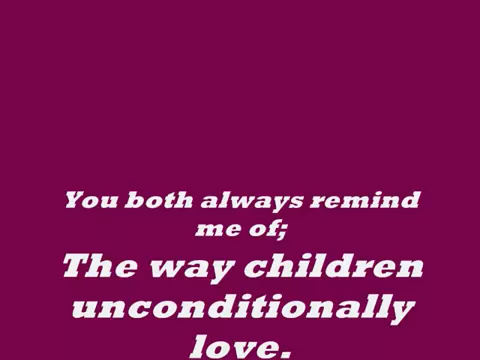 You both always remind
me of;
The way children
unconditionally
love.